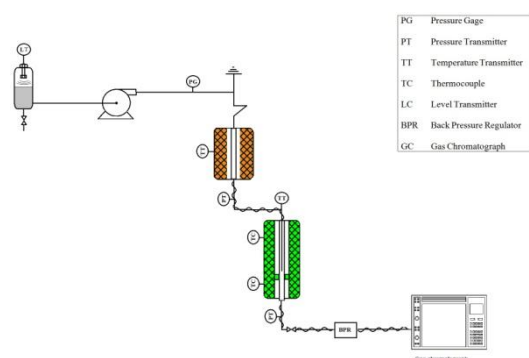 LT
PG
TT
PT
TT
TC
TC
PT
BPR
PG Pressure Gage
PT Pressure Transmitter
TT Temperature Transmitter
TC Thermocouple
LC Level Transmitter
BPR Back Pressure Regulator
GC Gas Chromatograph